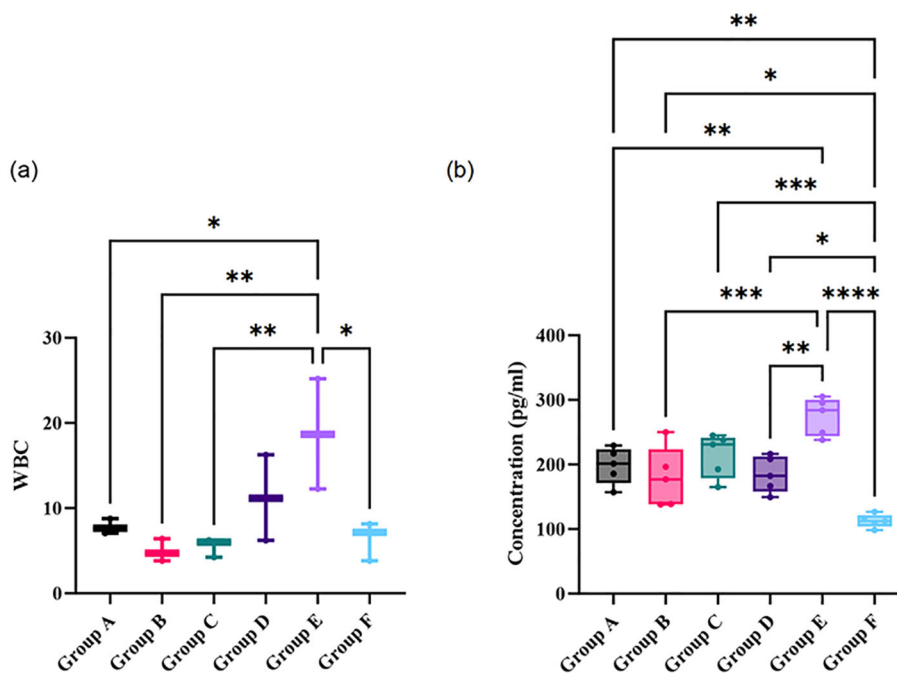 (a)
*
**
**
*
WBC
30
20
10
0
Group A
Group B
Group C
Group D
Group E
Group F
(b)
**
*
**
***
*
***
****
**
Concentration (pg/ml)
400
300
200
100
0
Group A
Group B
Group C
Group D
Group E
Group F